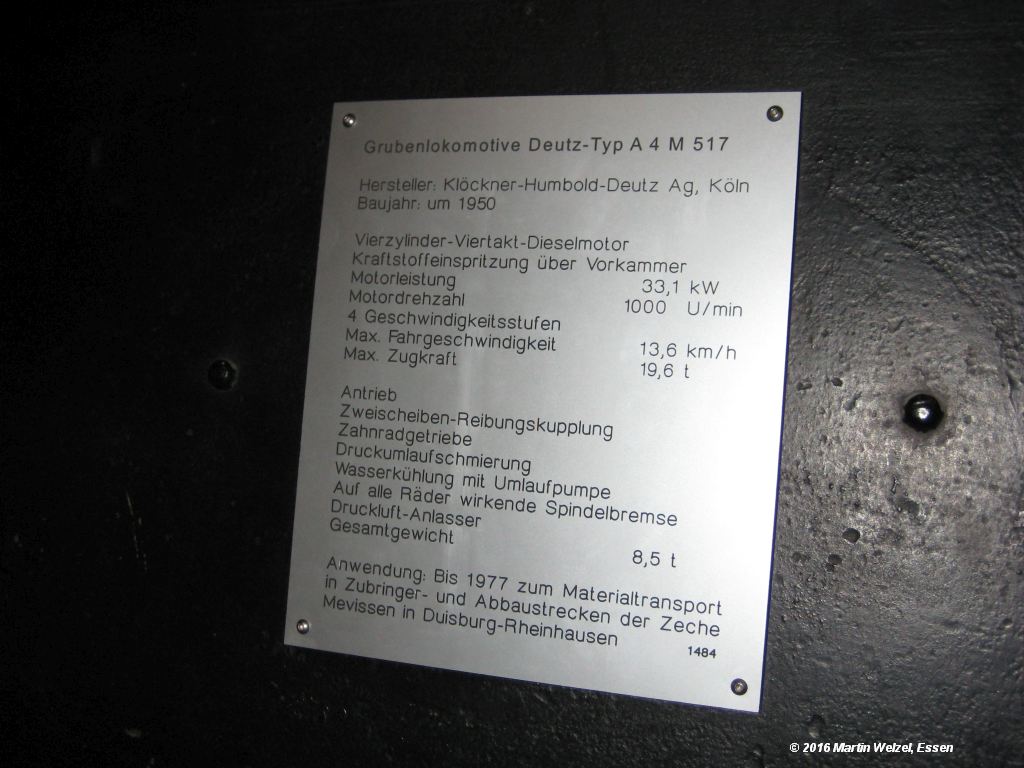 Grubenlokomotive Deutz-Typ A 4 M 517
Hersteller: Klöckner-Humbold-Deutz Ag, Köln
Baujahr: um 1950
Vierzylinder-Viertakt-Dieselmotor
Kraftstoffeinspritzung über Vorkammer
Motorleistung 33,1 kW
Motordrehzahl 1000 U/min
4 Geschwindigkeitsstufen
Max. Fahrgeschwindigkeit 13,6 km/h
Max. Zugkraft 19,6 t
Antrieb
Zweischeiben-Reibungskupplung
Zahnradgetriebe
Druckumlaufschmierung
Wasserkühlung mit Umlaufpumpe
Auf alle Räder wirkende Spindelbremse
Druckluft-Anlasser
Gesamtgewicht 8,5 t
Anwendung: Bis 1977 zum Materialtransport
in Zubringer- und Abbaustrecken der Zeche
Mevissen in Duisburg-Rheinhausen
1484
© 2016 Martin Welzel, Essen